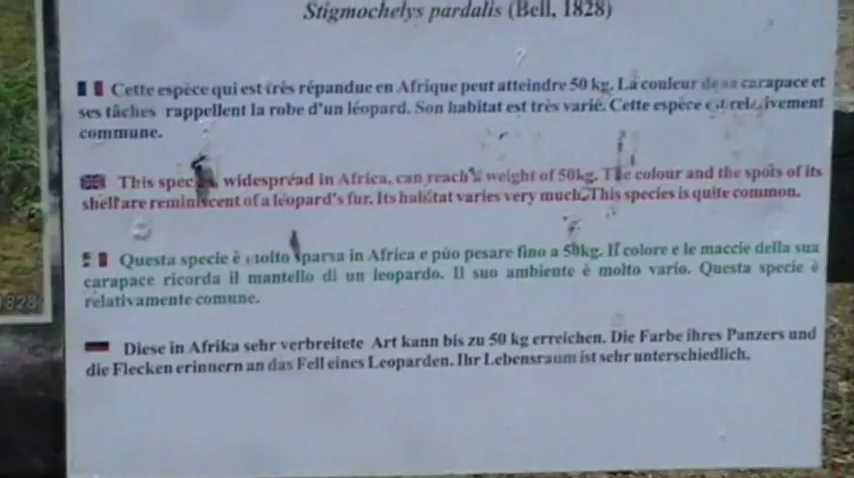 Stigmochelys pardalis (Bell, 1828)
Cette espèce qui est très répandue en Afrique peut atteindre 50 kg. La couleur de sa carapace et
ses tâches rappellent la robe d'un léopard. Son habitat est très varié. Cette espèce est relativement
commune.
This species, widespread in Africa, can reach weight of 50kg. The colour and the spots of its
shell are reminiscent of a leopard's fur. Its habitat varies very much. This species is quite common.
Questa specie è molto sparsa in Africa e pùo pesare fino a 50kg. Il colore e le maccie della sua
carapace ricorda il mantello di un leopardo. Il suo ambiente è molto vario. Questa specie è
relativamente comune.
1828
Diese in Afrika sehr verbreitete Art kann bis zu 50 kg erreichen. Die Farbe ihres Panzers und
die Flecken erinnern an das Fell eines Leoparden. Ihr Lebensraum ist sehr unterschiedlich.